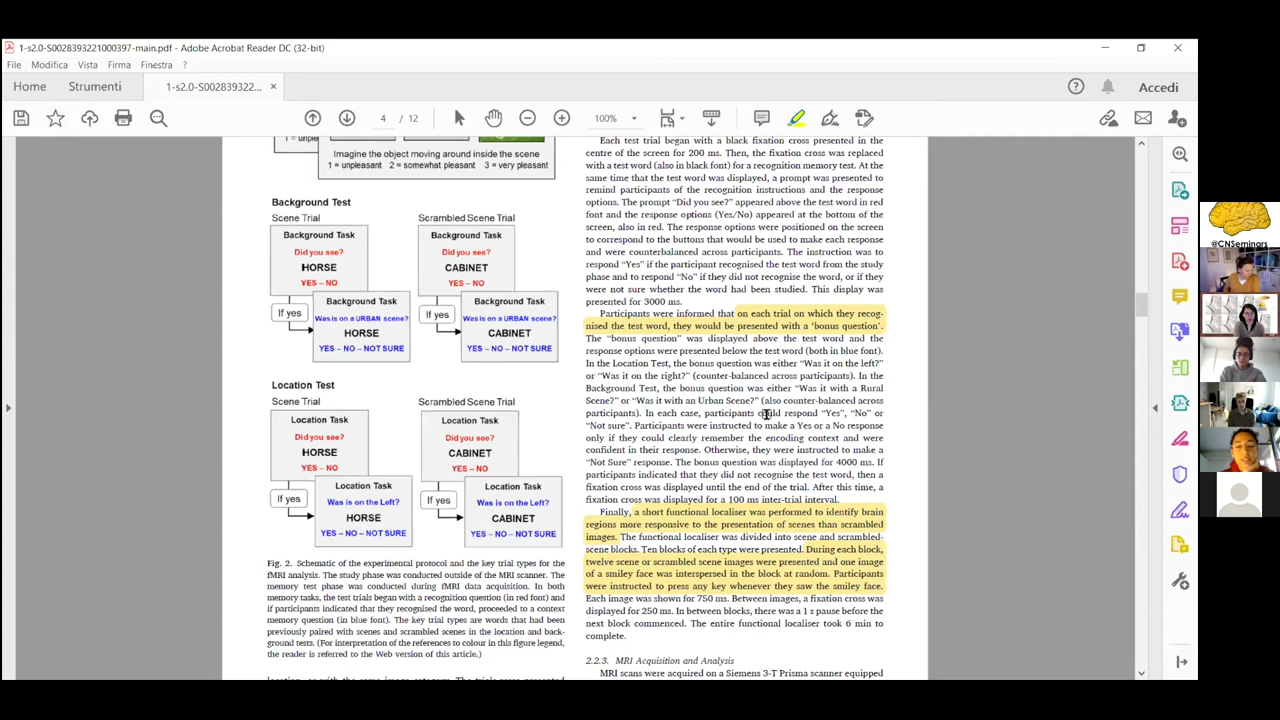 1-s2.0-S0028393221000397-main.pdf - Adobe Acrobat Reader DC (32-bit)
File Modifica Vista Firma Finestra ?
Home Strumenti 1-s2.0-S002839322... × Accedi
4 / 12 100%
1 = unple
Imagine the object moving around inside the scene
1 = unpleasant 2 = somewhat pleasant 3 = very pleasant
Background Test
Scene Trial Scrambled Scene Trial
Background Task
Did you see?
HORSE
YES – NO
If yes
Background Task
Was is on a URBAN scene?
HORSE
YES – NO – NOT SURE
Background Task
Did you see?
CABINET
YES – NO
If yes
Background Task
Was is on a URBAN scene?
CABINET
YES – NO – NOT SURE
Location Test
Scene Trial Scrambled Scene Trial
Location Task
Did you see?
HORSE
YES – NO
If yes
Location Task
Was is on the Left?
HORSE
YES – NO – NOT SURE
Location Task
Did you see?
CABINET
YES – NO
If yes
Location Task
Was is on the Left?
CABINET
YES – NO – NOT SURE
Fig. 2. Schematic of the experimental protocol and the key trial types for the
fMRI analysis. The study phase was conducted outside of the MRI scanner. The
memory test phase was conducted during fMRI data acquisition. In both
memory tasks, the test trials began with a recognition question (in red font) and
if participants indicated that they recognised the word, proceeded to a context
memory question (in blue font). The key trial types are words that had been
previously paired with scenes and scrambled scenes in the location and back-
ground tests. (For interpretation of the references to colour in this figure legend,
the reader is referred to the Web version of this article.)
Each test trial began with a black fixation cross presented in the
centre of the screen for 200 ms. Then, the fixation cross was replaced
with a test word (also in black font) for a recognition memory test. At the
same time that the test word was displayed, a prompt was presented to
remind participants of the recognition instructions and the response
options. The prompt “Did you see?” appeared above the test word in red
font and the response options (Yes/No) appeared at the bottom of the
screen, also in red. The response options were positioned on the screen
to correspond to the buttons that would be used to make each response
and were counterbalanced across participants. The instruction was to
respond “Yes” if the participant recognised the test word from the study
phase and to respond “No” if they did not recognise the word, or if they
were not sure whether the word had been studied. This display was
presented for 3000 ms.
Participants were informed that on each trial on which they recog-
nised the test word, they would be presented with a ‘bonus question’.
The “bonus question” was displayed above the test word and the
response options were presented below the test word (both in blue font).
In the Location Test, the bonus question was either “Was it on the left?”
or “Was it on the right?” (counter-balanced across participants). In the
Background Test, the bonus question was either “Was it with a Rural
Scene?” or “Was it with an Urban Scene?” (also counter-balanced across
participants). In each case, participants could respond “Yes”, “No” or
“Not sure”. Participants were instructed to make a Yes or a No response
only if they could clearly remember the encoding context and were
confident in their response. Otherwise, they were instructed to make a
“Not Sure” response. The bonus question was displayed for 4000 ms. If
participants indicated that they did not recognise the test word, then a
fixation cross was displayed until the end of the trial. After this time, a
fixation cross was displayed for a 100 ms inter-trial interval.
Finally, a short functional localiser was performed to identify brain
regions more responsive to the presentation of scenes than scrambled
images. The functional localiser was divided into scene and scrambled-
scene blocks. Ten blocks of each type were presented. During each block,
twelve scene or scrambled scene images were presented and one image
of a smiley face was interspersed in the block at random. Participants
were instructed to press any key whenever they saw the smiley face.
Each image was shown for 750 ms. Between images, a fixation cross was
displayed for 250 ms. In between blocks, there was a 1 s pause before the
next block commenced. The entire functional localiser took 6 min to
complete.
2.2.3. MRI Acquisition and Analysis
MRI scans were acquired on a Siemens 3-T Prisma scanner equipped
@CNSeminars